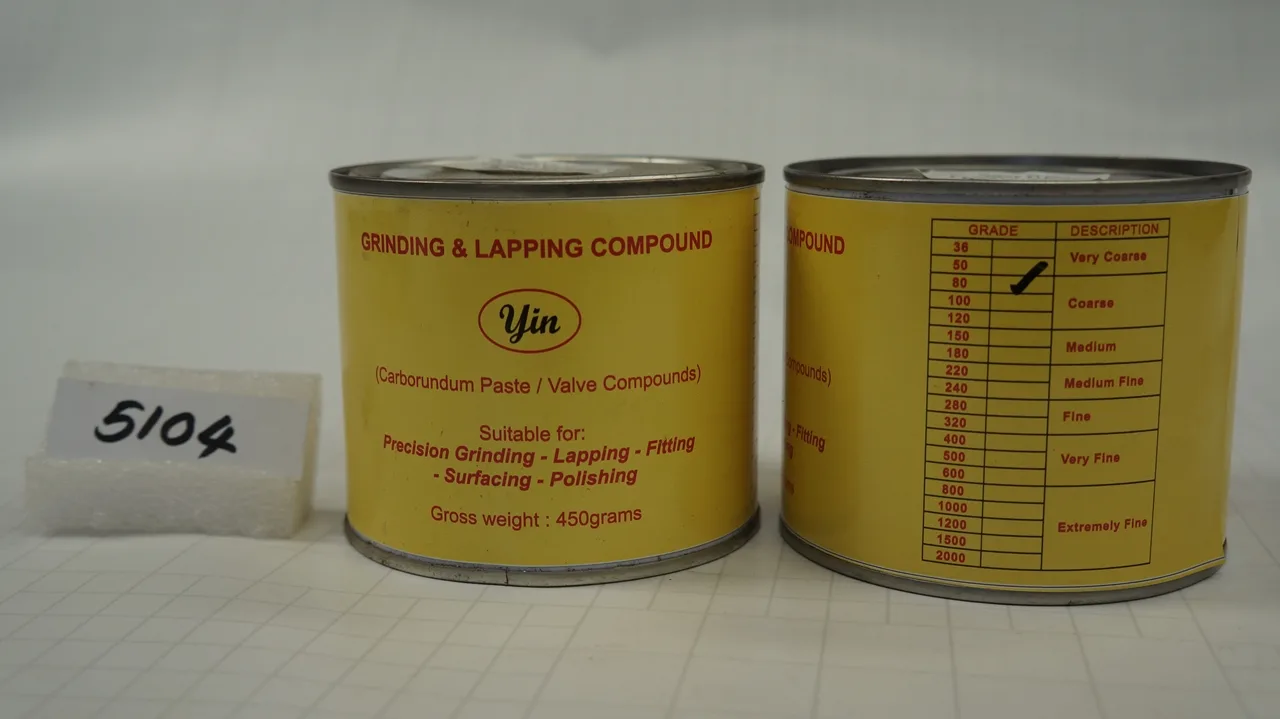 5104
GRINDING & LAPPING COMPOUND
Yin
(Carborundum Paste / Valve Compounds)
Suitable for:
Precision Grinding - Lapping - Fitting
- Surfacing - Polishing
Gross weight : 450grams
OMPOUND
ompounds)
- Fitting
GRADE DESCRIPTION
36
50
80
100
120
150
180
220
240
280
320
400
500
600
800
1000
1200
1500
2000
Very Coarse
Coarse
Medium
Medium Fine
Fine
Very Fine
Extremely Fine